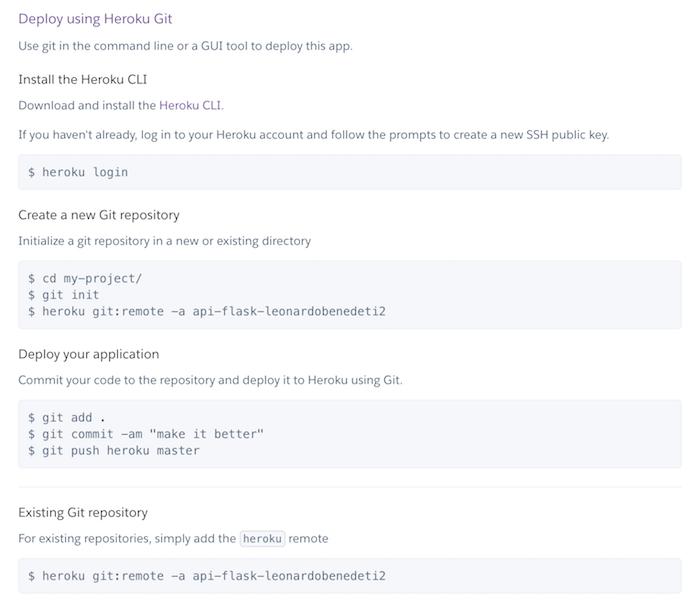 Deploy using Heroku Git
Use git in the command line or a GUI tool to deploy this app.
Install the Heroku CLI
Download and install the Heroku CLI.
If you haven't already, log in to your Heroku account and follow the prompts to create a new SSH public key.
$ heroku login
Create a new Git repository
Initialize a git repository in a new or existing directory
$ cd my-project/
$ git init
$ heroku git:remote -a api-flask-leonardobenedeti2
Deploy your application
Commit your code to the repository and deploy it to Heroku using Git.
$ git add .
$ git commit -am "make it better"
$ git push heroku master
Existing Git repository
For existing repositories, simply add the heroku remote
$ heroku git:remote -a api-flask-leonardobenedeti2